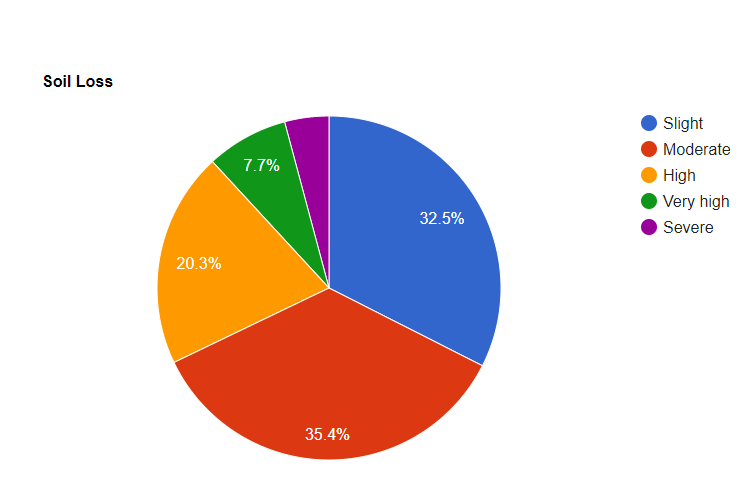 Soil Loss
Slight
Moderate
High
Very high
Severe
7.7%
32.5%
20.3%
35.4%